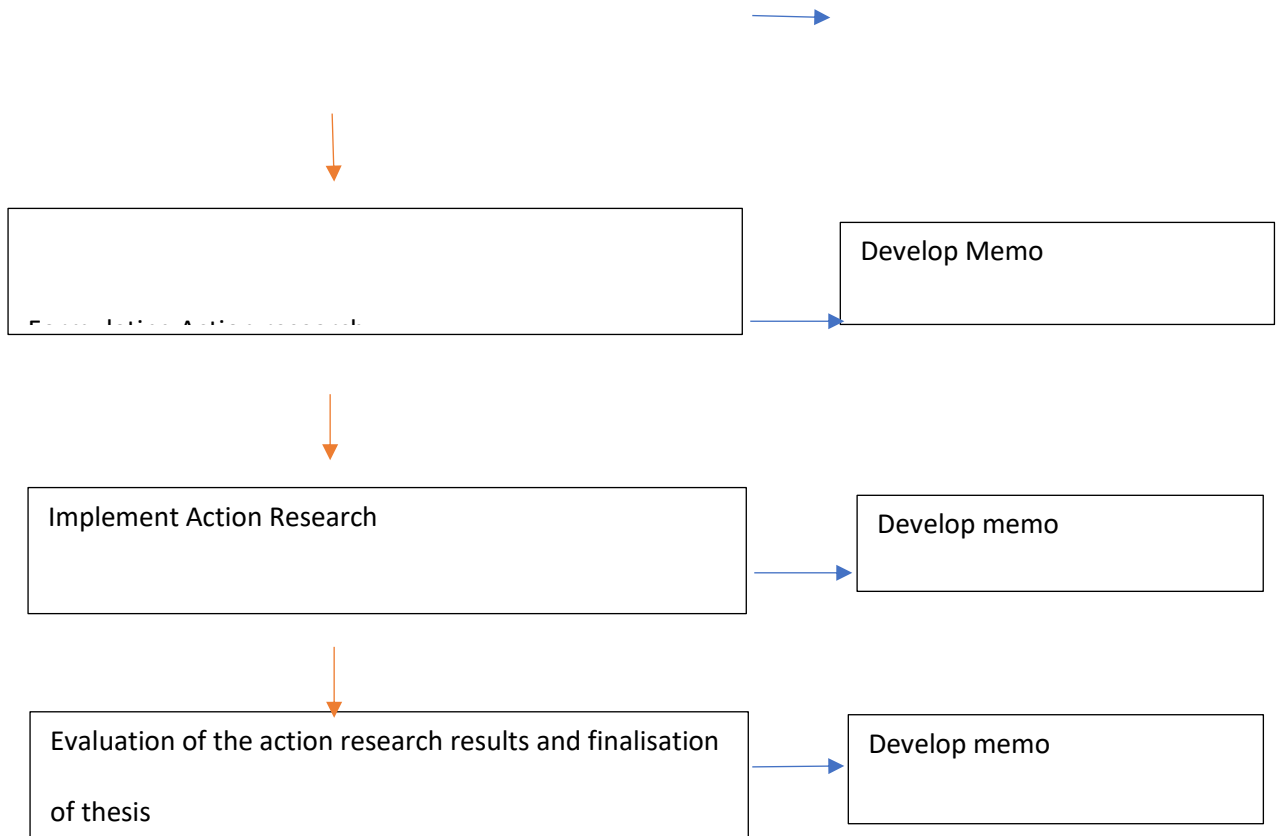 Develop Memo
Implement Action Research
Develop memo
Evaluation of the action research results and finalisation
of thesis
Develop memo